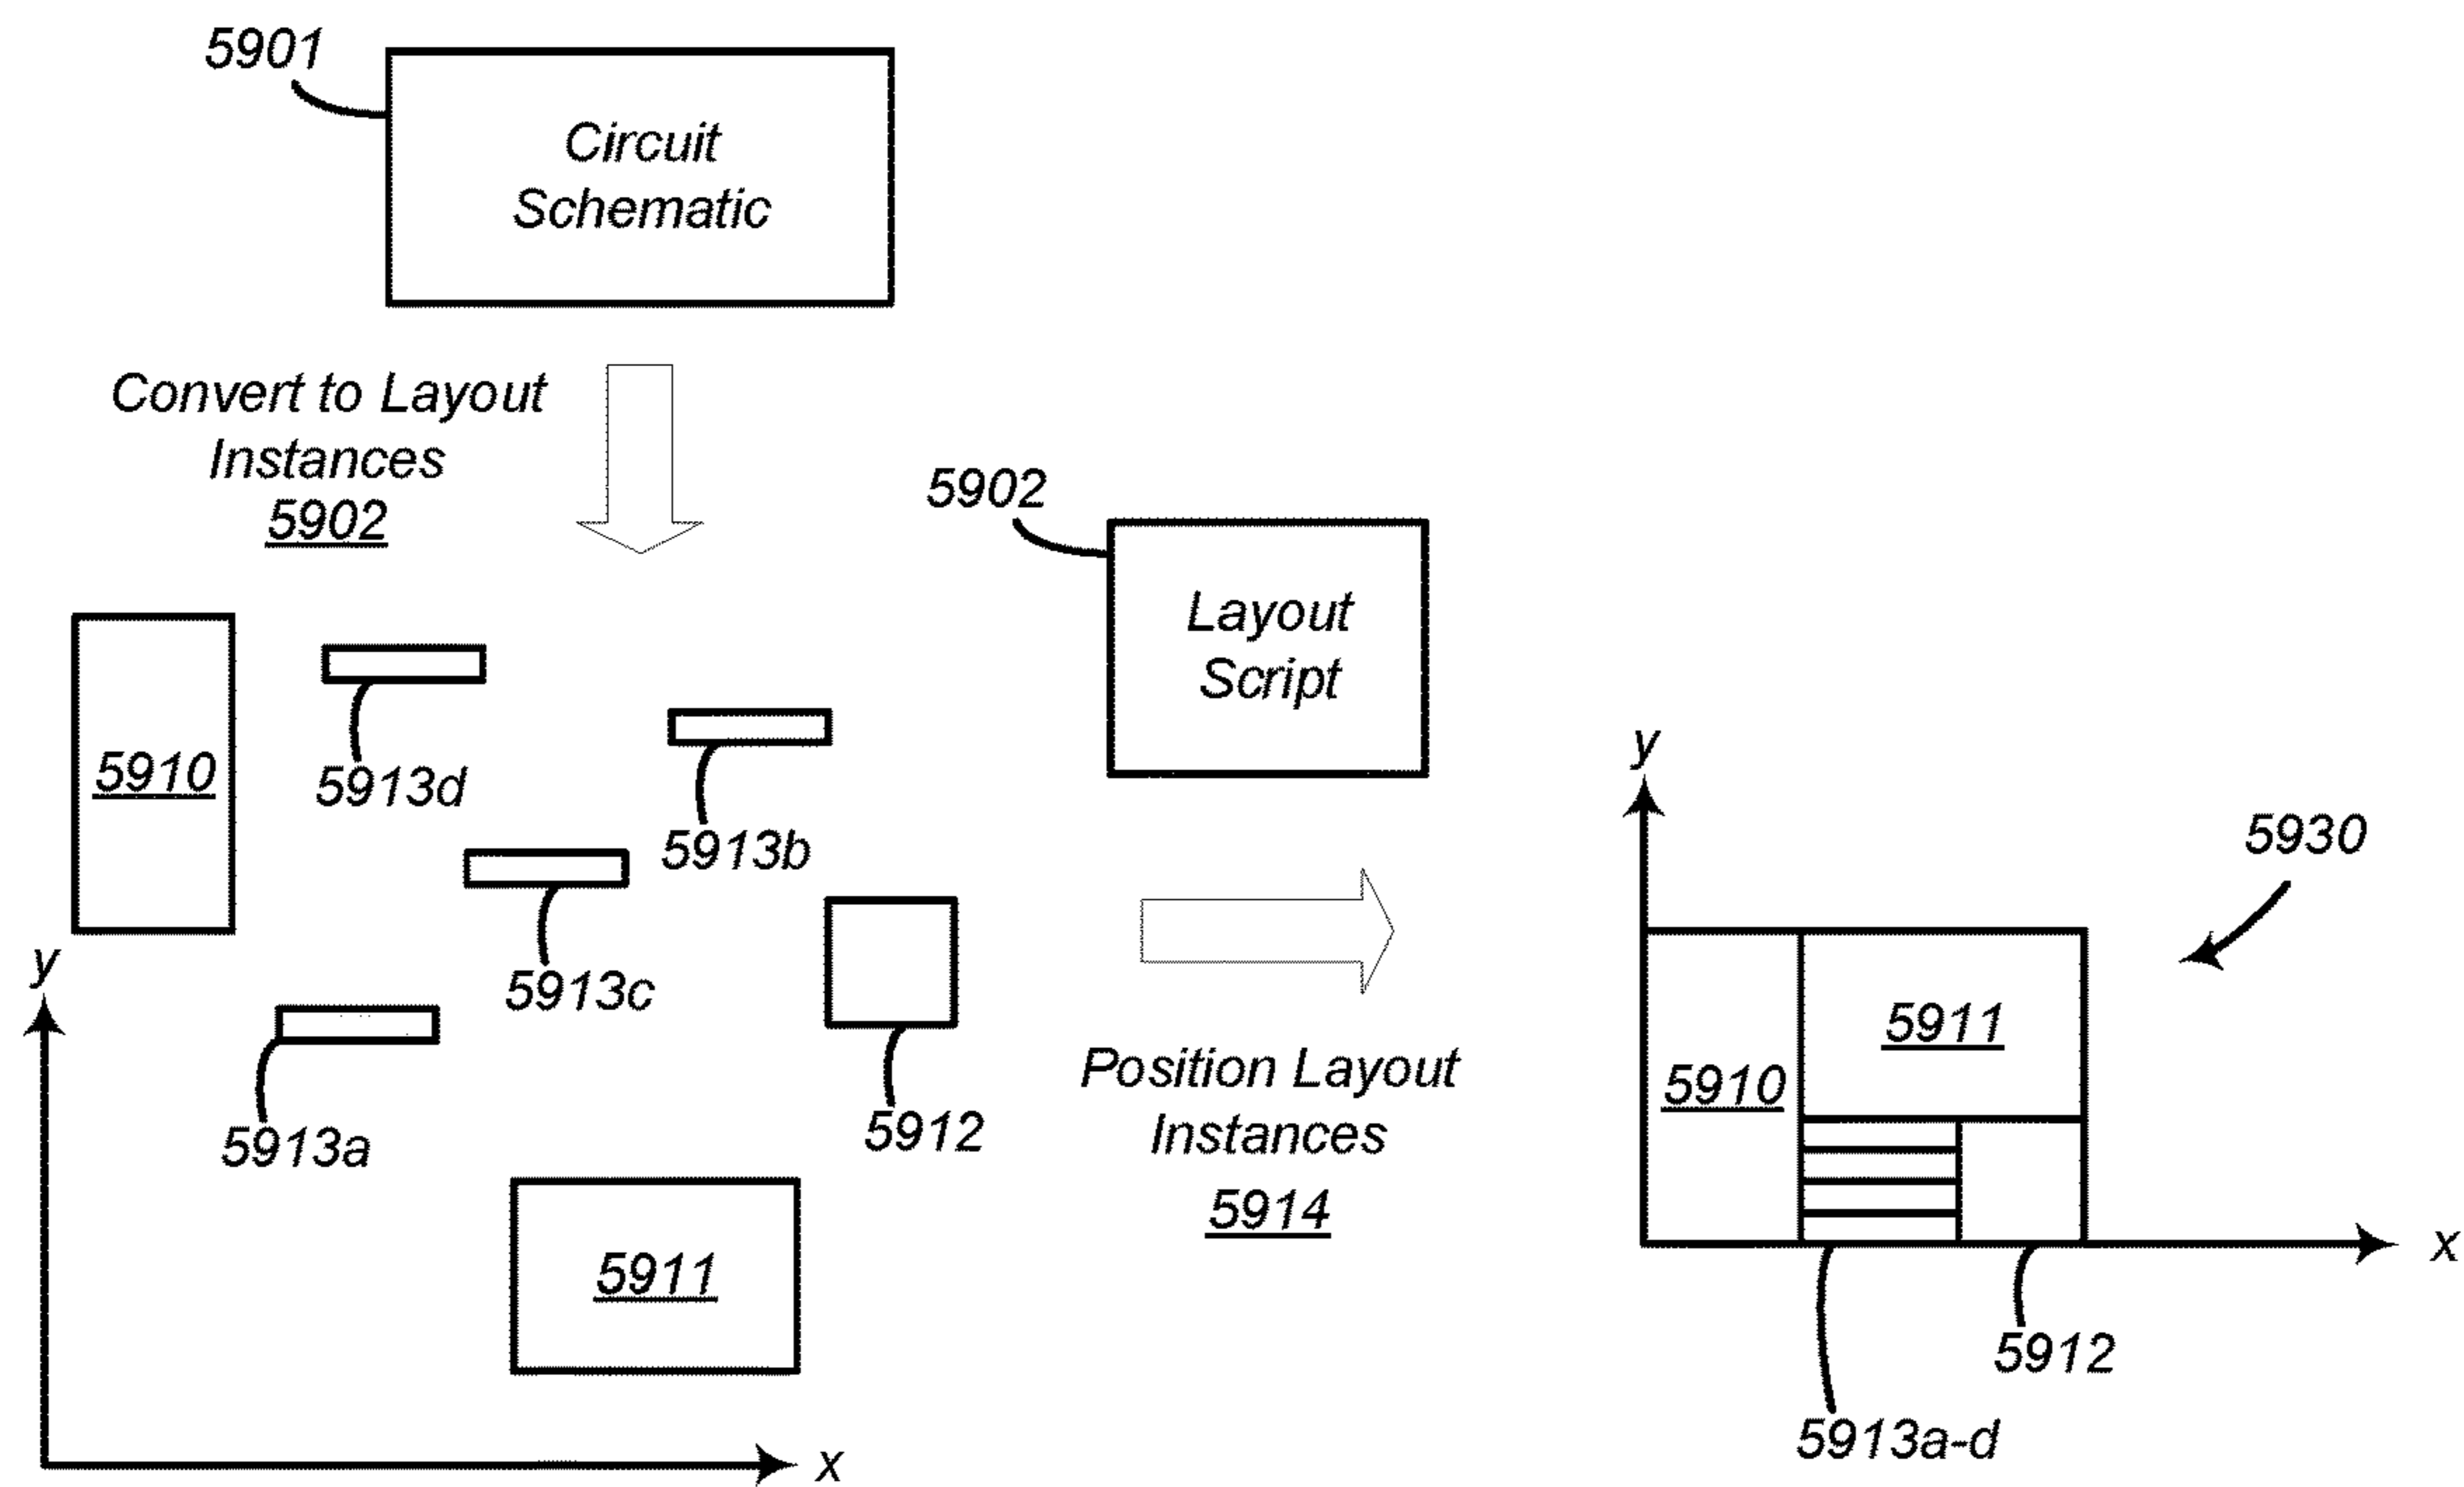 5901
Circuit
Schematic
Convert to Layout
Instances
5902
5902
Layout
Script
5910
5913d
5913b
5913c
5913a
5912
5911
y
x
Position Layout
Instances
5914
y
5930
5911
5910
x
5912
5913a-d